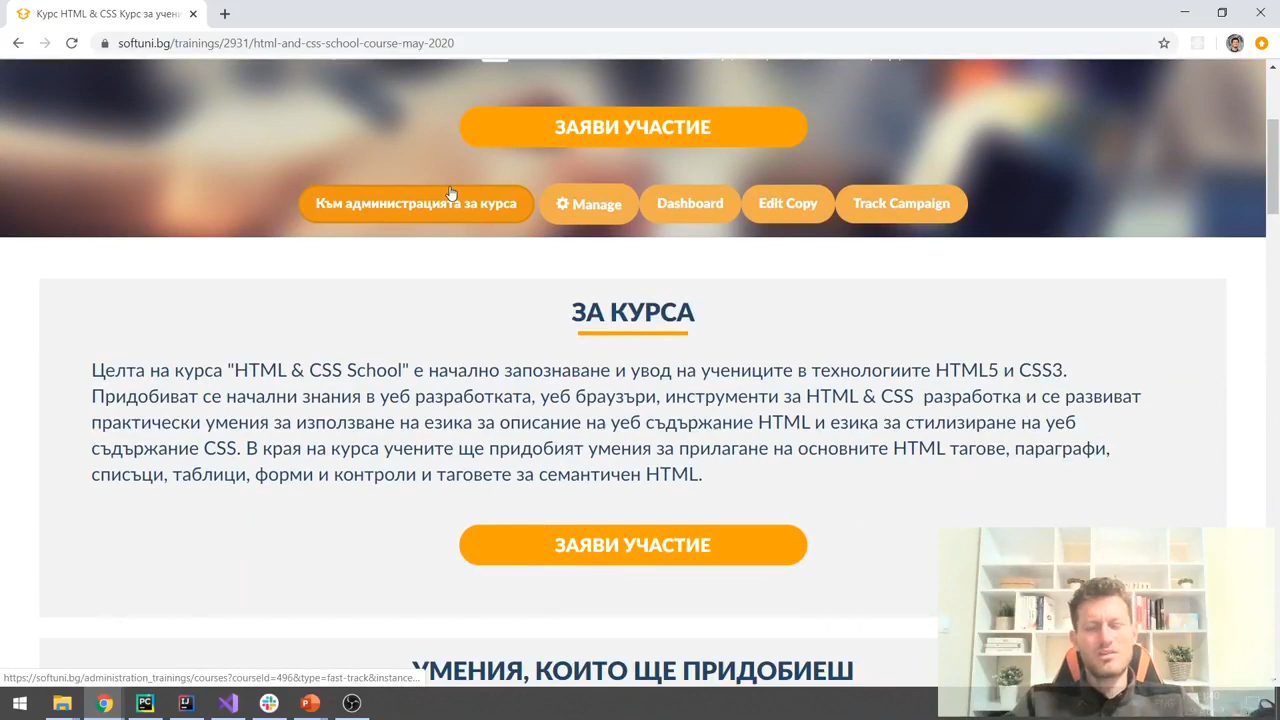 Курс HTML & CSS Курс за учени
softuni.bg/trainings/2931/html-and-css-school-course-may-2020
ЗАЯВИ УЧАСТИЕ
Към администрацията за курса
Manage
Dashboard
Edit Copy
Track Campaign
ЗА КУРСА
Целта на курса "HTML & CSS School" е начално запознаване и увод на учениците в технологиите HTML5 и CSS3.
Придобиват се начални знания в уеб разработката, уеб браузъри, инструменти за HTML & CSS разработка и се развиват
практически умения за използване на езика за описание на уеб съдържание HTML и езика за стилизиране на уеб
съдържание CSS. В края на курса учените ще придобият умения за прилагане на основните HTML тагове, параграфи,
списъци, таблици, форми и контроли и таговете за семантичен HTML.
ЗАЯВИ УЧАСТИЕ
УМЕНИЯ, КОИТО ЩЕ ПРИДОБИЕШ
https://softuni.bg/administration_trainings/courses?courseId=496&type=fast-track&instance...